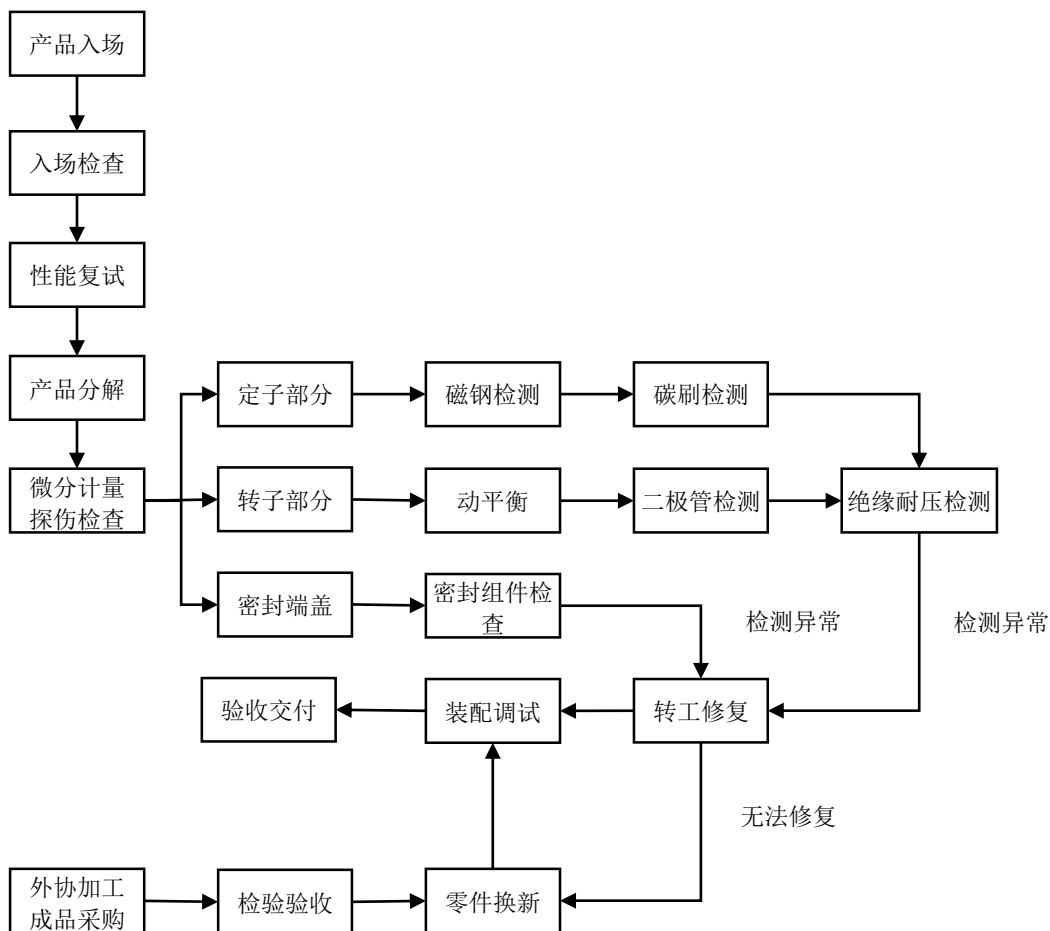 产品入场
入场检查
性能复试
产品分解
定子部分
磁钢检测
碳刷检测
微分计量
探伤检查
转子部分
动平衡
二极管检测
绝缘耐压检测
密封端盖
密封组件检
查
检测异常
检测异常
验收交付
装配调试
转工修复
无法修复
外协加工
成品采购
检验验收
零件换新